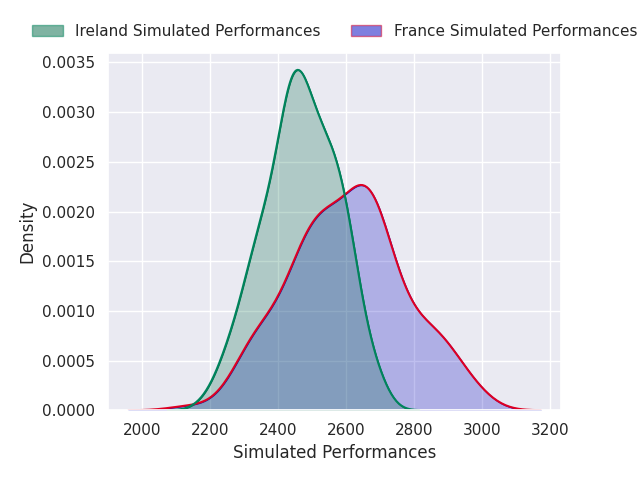 Ireland Simulated Performances France Simulated Performances
0.0035
0.0030
0.0025
0.0020
0.0015
0.0010
0.0005
0.0000
Density
2000 2200 2400 2600 2800 3000 3200
Simulated Performances